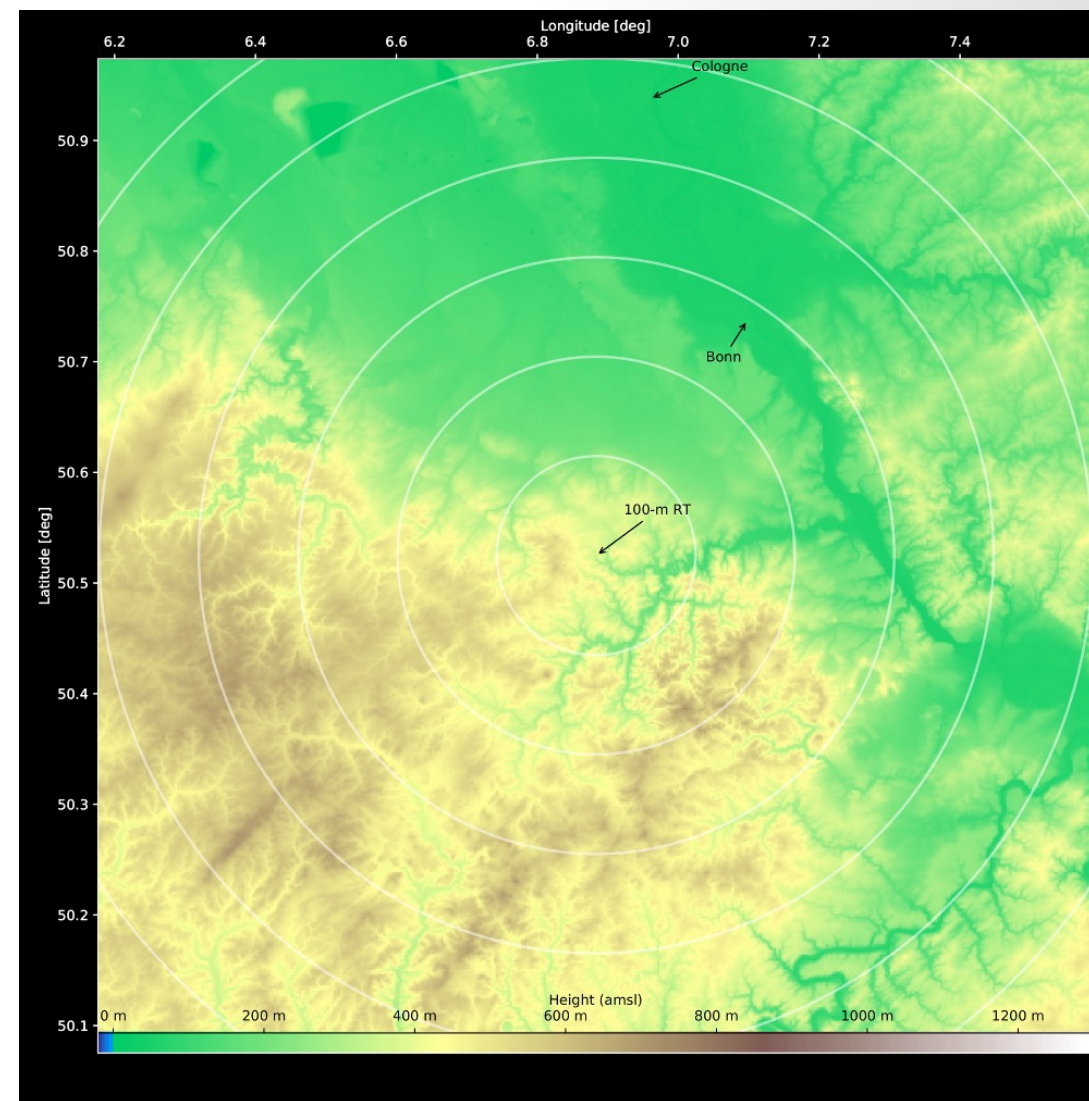 Longitude [deg]
6.2 6.4 6.6 6.8 7.0 7.2 7.4
Cologne
50.9
50.8
Bonn
50.7
50.6
100-m RT
Latitude [deg]
50.5
50.4
50.3
50.2
Height (amsl)
50.1
0 m 200 m 400 m 600 m 800 m 1000 m 1200 m